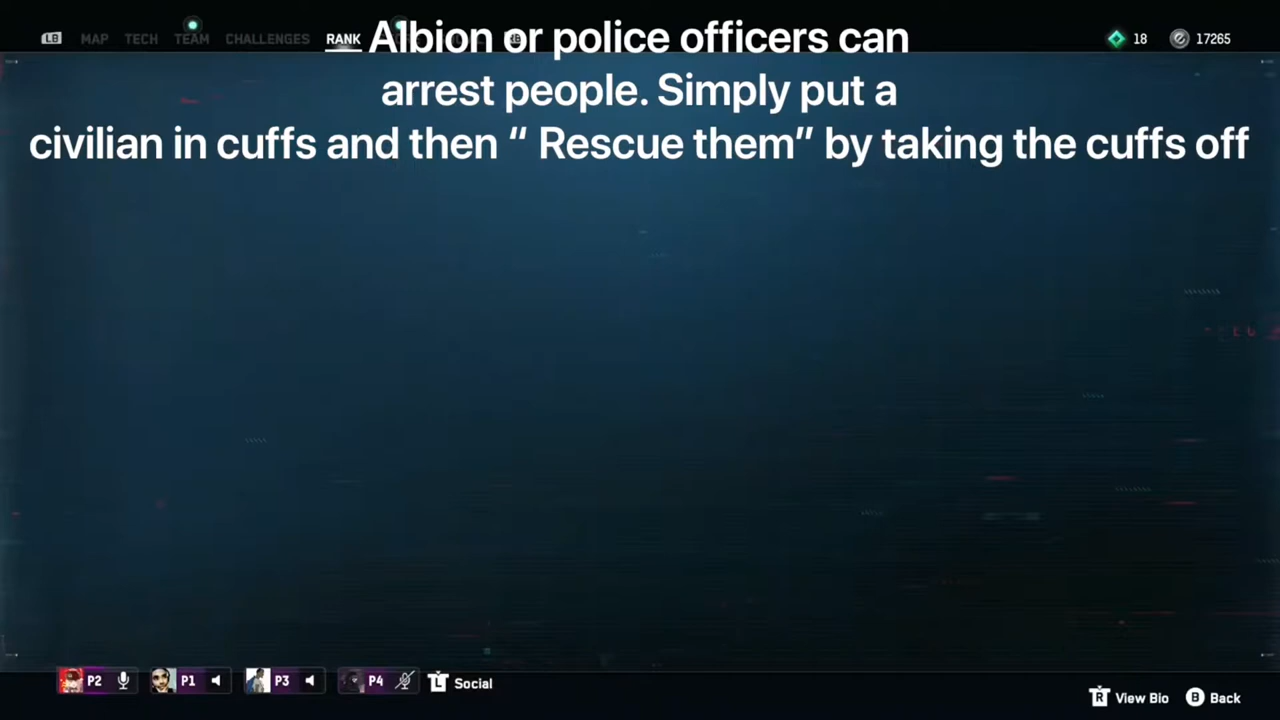 LB MAP TECH TEAM CHALLENGES RANK 18 17265
Albion or police officers can
arrest people. Simply put a
civilian in cuffs and then “ Rescue them” by taking the cuffs off
P2 P1 P3 P4 L Social
R View Bio B Back